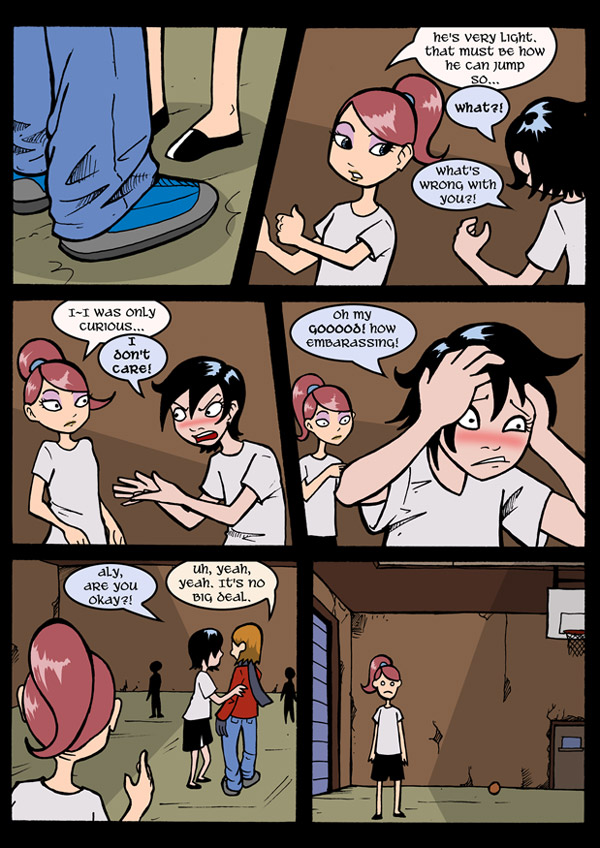 He's very light.
That must be how
he can jump
so...
What?!
What's
wrong with
you?!
I-I was only
curious...
I
don't
care!
Oh my
gooood! How
embarassing!
Aly,
are you
okay?!
Uh, yeah,
yeah. It's no
big deal.